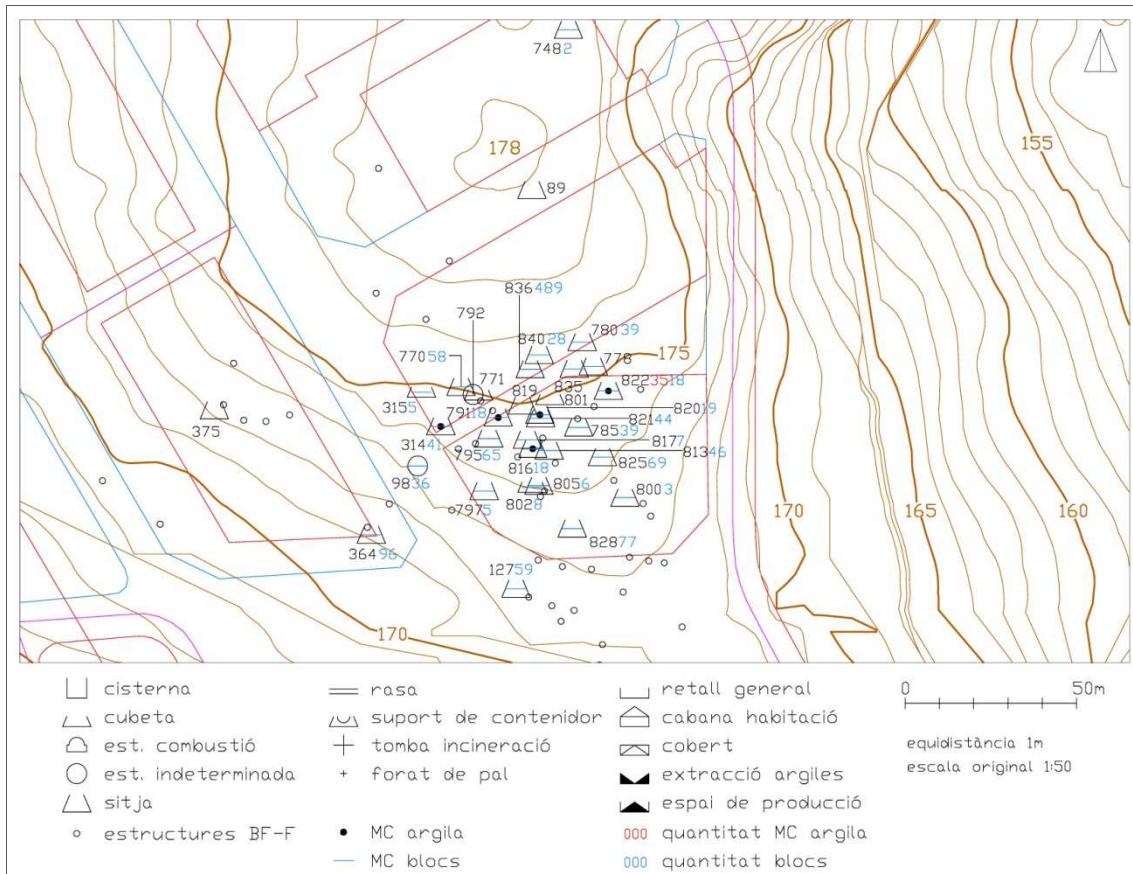 7482
178
89
155
836489
792
84028
78039
77058
771
819
835
778
175
8223518
3155
79118
801
82019
82144
375
31441
79565
78539
8177
81346
9836
81618
82569
8056
8003
7975
8028
170
165
160
36496
82877
12759
170
cisterna
cubeta
est. combustió
est. indeterminada
sitja
estructures BF-F
rasa
suport de contenidor
tomba incineració
forat de pal
MC argila
MC blocs
retall general
cabana habitació
cobert
extracció argiles
espai de producció
000 quantitat MC argila
000 quantitat blocs
0 50m
equidistància 1m
escala original 1:50